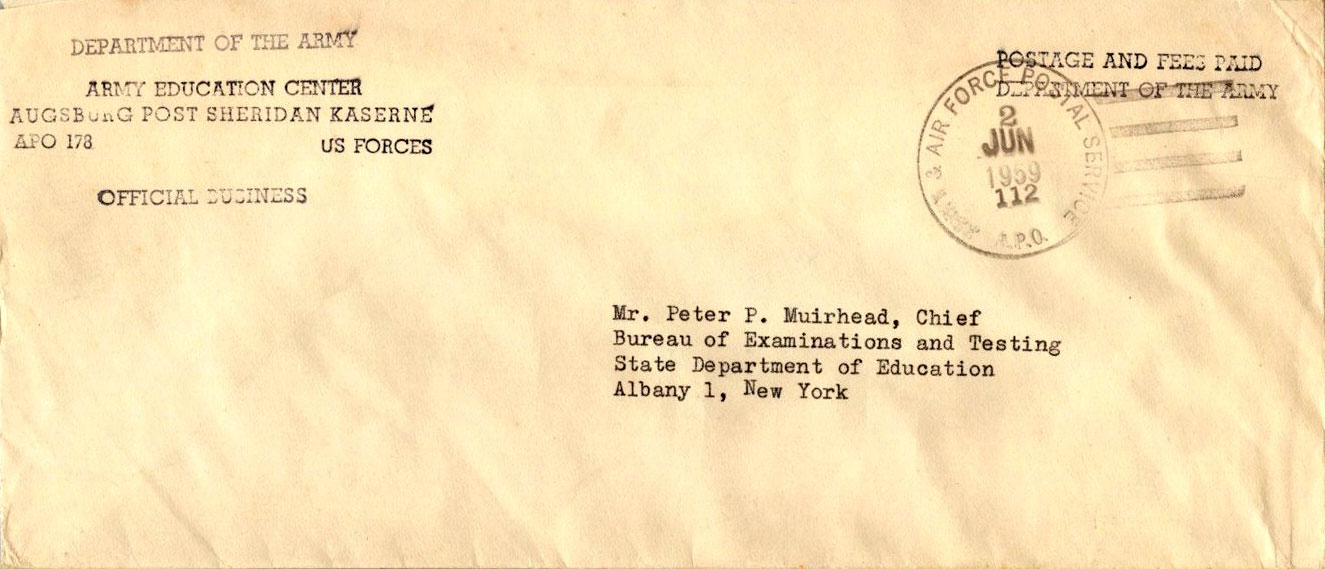 DEPARTMENT OF THE ARMY
ARMY EDUCATION CENTER
AUGSBURG POST SHERIDAN KASERNE
APO 178 US FORCES
OFFICIAL BUSINESS
POSTAGE AND FEES PAID
DEPARTMENT OF THE ARMY
ARMY & AIR FORCE POSTAL SERVICE
2
JUN
1959
112
A.P.O.
Mr. Peter P. Muirhead, Chief
Bureau of Examinations and Testing
State Department of Education
Albany 1, New York